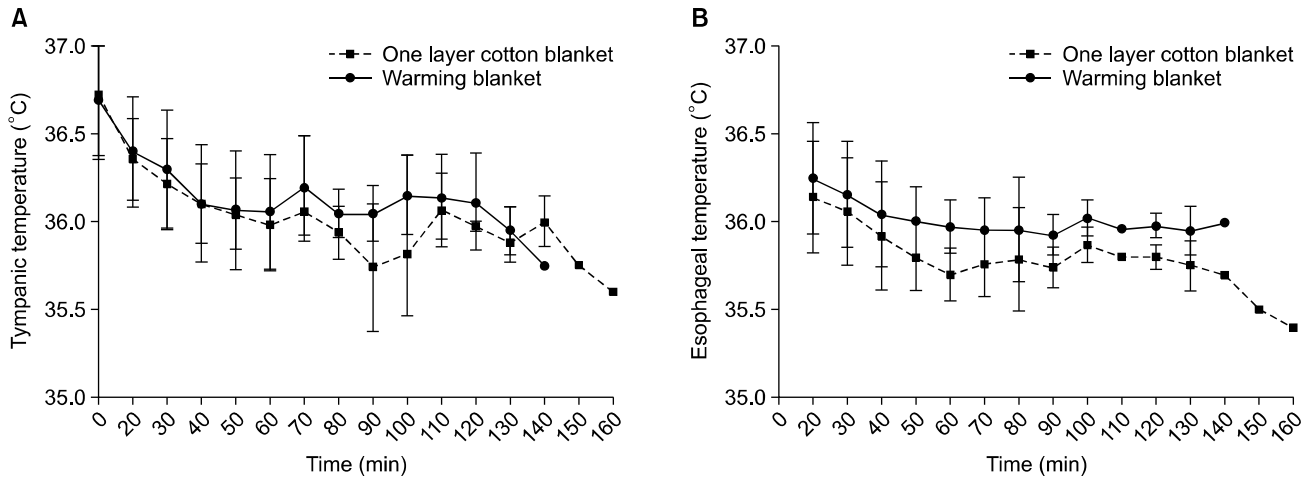 A
One layer cotton blanket
Warming blanket
Tympanic temperature (°C)
37.0
36.5
36.0
35.5
35.0
0 20 30 40 50 60 70 80 90 100 110 120 130 140 150 160
Time (min)
B
One layer cotton blanket
Warming blanket
Esophageal temperature (°C)
37.0
36.5
36.0
35.5
35.0
0 20 30 40 50 60 70 80 90 100 110 120 130 140 150 160
Time (min)